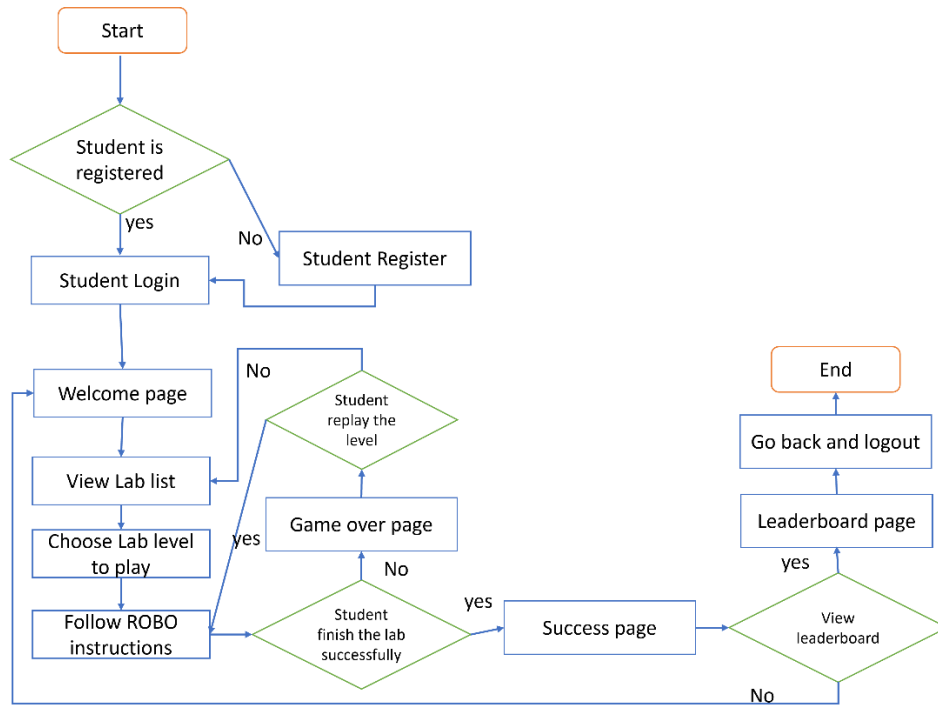 Start
Student is
registered
yes
No
Student Register
Student Login
Welcome page
View Lab list
Choose Lab level
to play
Follow ROBO
instructions
No
Student
replay the
level
yes
Game over page
No
Student
finish the lab
successfully
yes
Success page
View
leaderboard
No
yes
Leaderboard page
Go back and logout
End